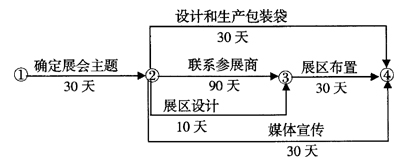 设计和生产包装袋
30天
确定展会主题
联系参展商
展区布置
① ② ③ ④
30天
90天
30天
展区设计
10天
媒体宣传
30天